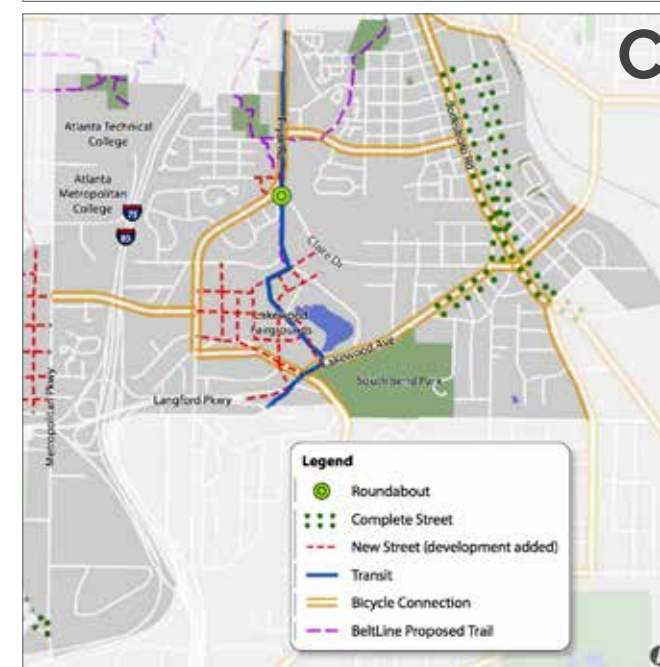 C
Atlanta Technical
College
Atlanta
Metropolitan
College
75
85
Claire Dr
Lakewood
Fairgrounds
Lakewood Ave
South Bend Park
Langford Pkwy
Metropolitan Pkwy
Legend
Roundabout
Complete Street
New Street (development added)
Transit
Bicycle Connection
BeltLine Proposed Trail